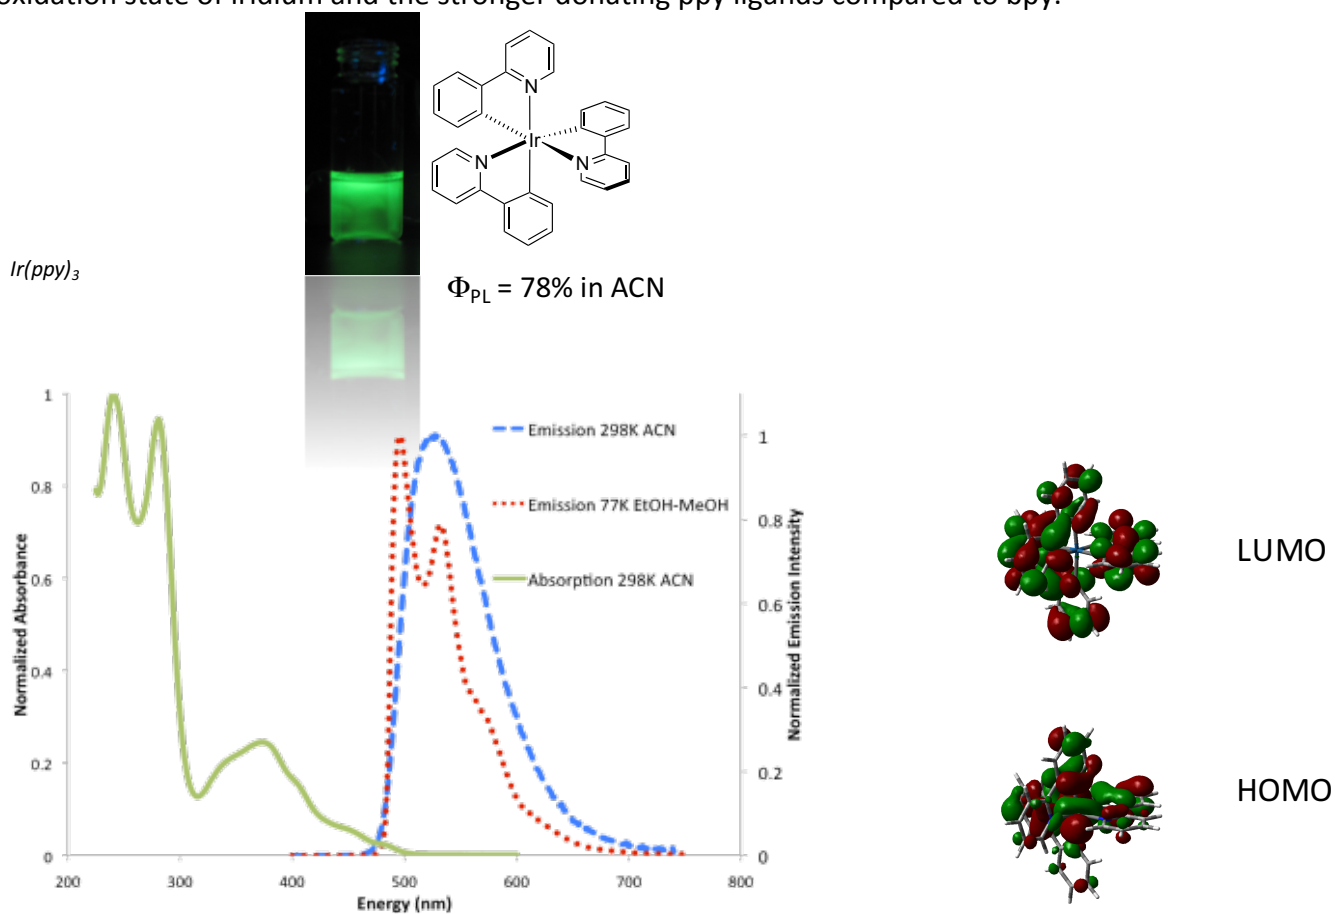 oxidation state of iridium and the stronger donating ppy ligands compared to bpy.
N
Ir
N
N
Ir(ppy)3
ΦPL = 78% in ACN
1
0.8
0.6
0.4
0.2
0
Normalized Absorbance
Emission 298K ACN
Emission 77K EtOH-MeOH
Absorption 298K ACN
1
0.8
0.6
0.4
0.2
0
Normalized Emission Intensity
200 300 400 500 600 700 800
Energy (nm)
LUMO
HOMO